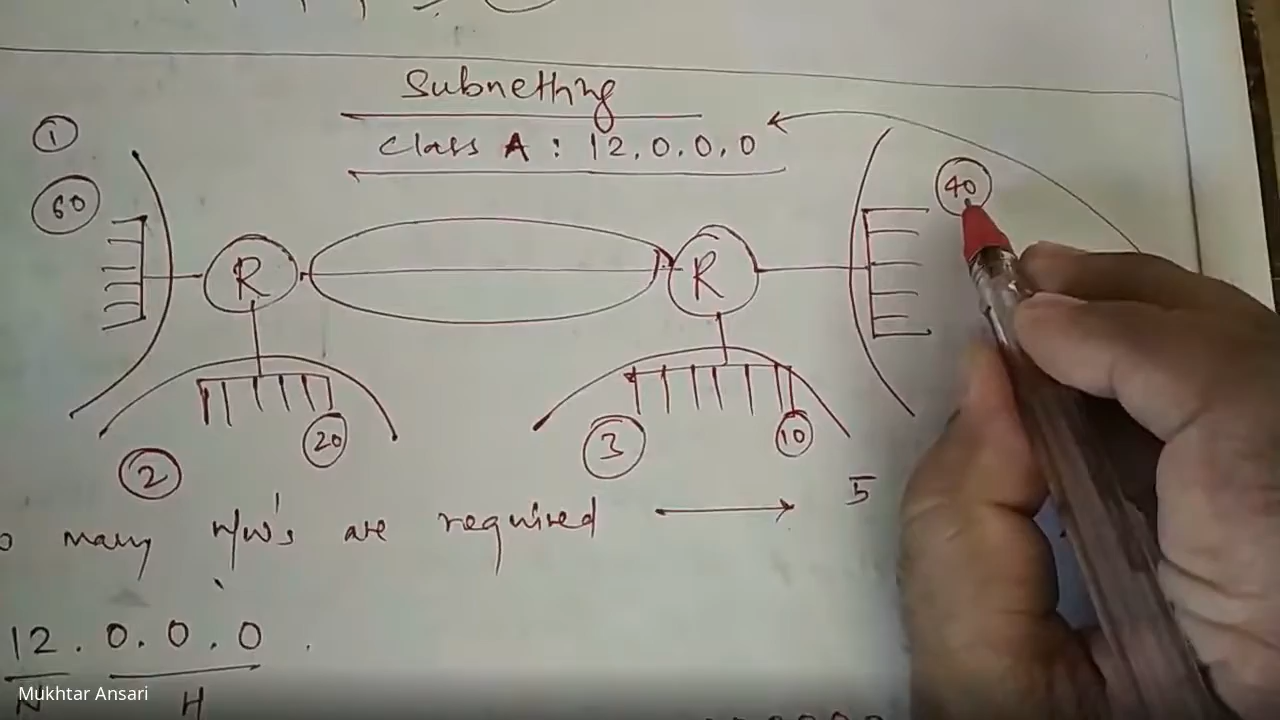 Subnetting
Class A : 12.0.0.0
1
60
40
R
R
20
2
3
10
many n/w's are required → 5
12.0.0.0
N H
Mukhtar Ansari